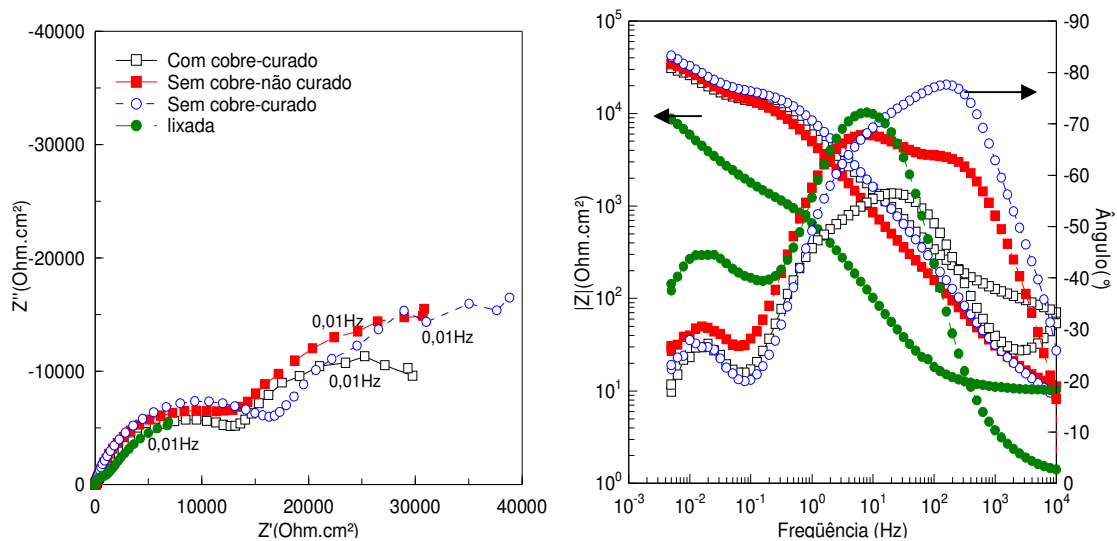 -40000
-30000
-20000
-10000
0
Z''(Ohm.cm²)
Com cobre-curado
Sem cobre-não curado
Sem cobre-curado
lixada
0,01Hz
0,01Hz
0,01Hz
0,01Hz
0 10000 20000 30000 40000
Z'(Ohm.cm²)
10⁵
10⁴
10³
10²
10¹
10⁰
|Z|(Ohm.cm²)
-90
-80
-70
-60
-50
-40
-30
-20
-10
0
Ângulo(º)
10⁻³ 10⁻² 10⁻¹ 10⁰ 10¹ 10² 10³ 10⁴
Freqüência (Hz)